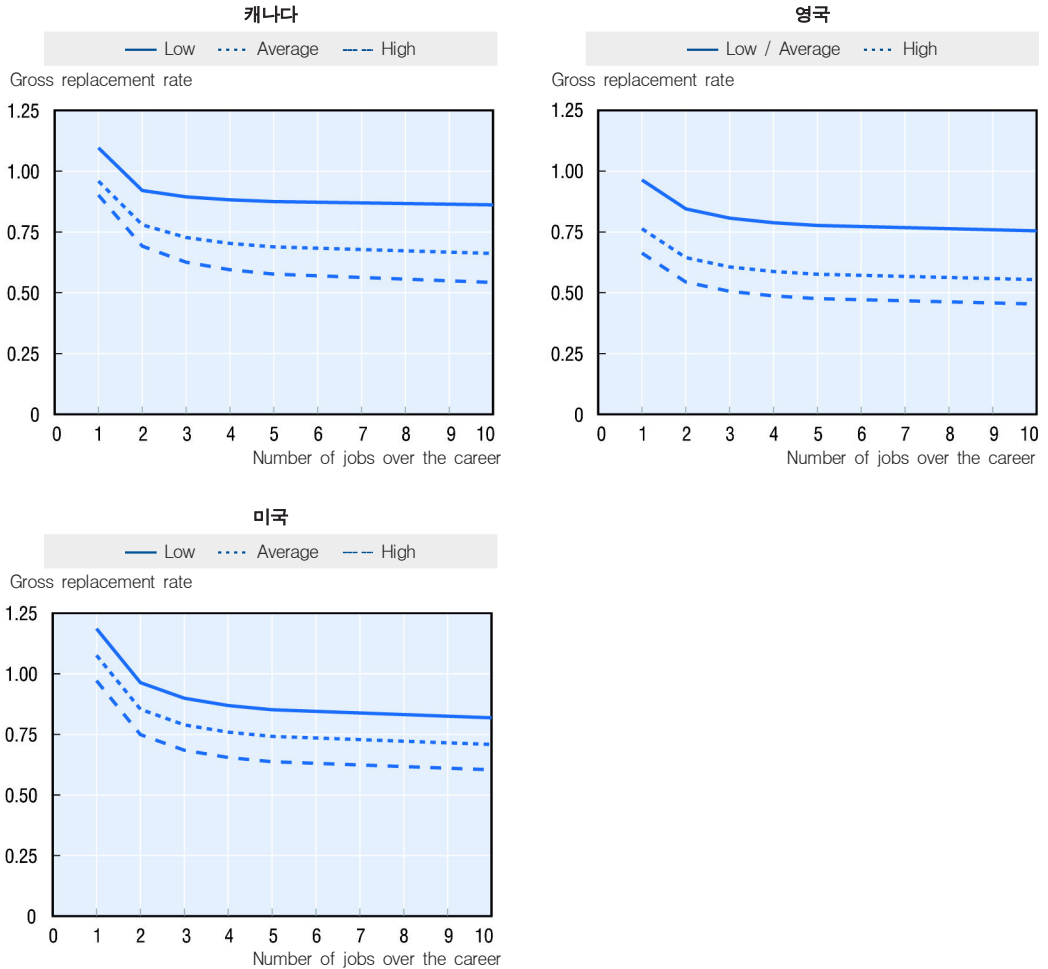 캐나다
Low Average High
Gross replacement rate
1.25
1.00
0.75
0.50
0.25
0
0 1 2 3 4 5 6 7 8 9 10
Number of jobs over the career
영국
Low / Average High
Gross replacement rate
1.25
1.00
0.75
0.50
0.25
0
0 1 2 3 4 5 6 7 8 9 10
Number of jobs over the career
미국
Low Average High
Gross replacement rate
1.25
1.00
0.75
0.50
0.25
0
0 1 2 3 4 5 6 7 8 9 10
Number of jobs over the career